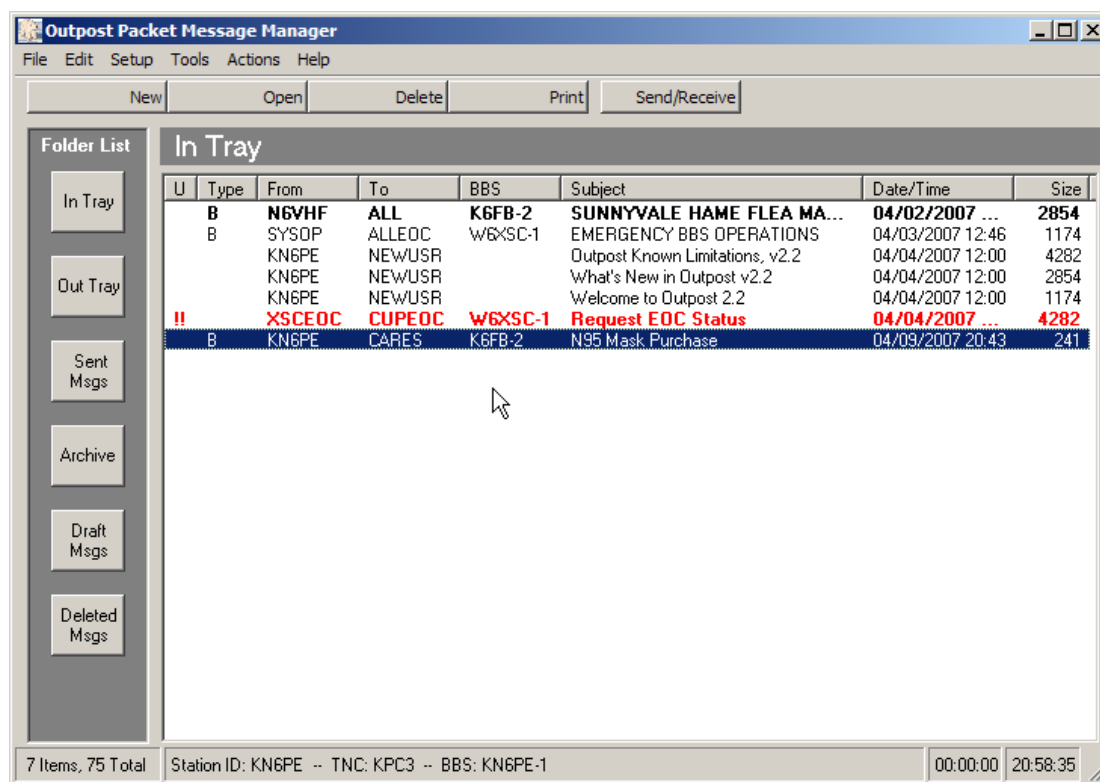 Outpost Packet Message Manager
File Edit Setup Tools Actions Help
New Open Delete Print Send/Receive
Folder List In Tray
U Type From To BBS Subject Date/Time Size
B N6VHF ALL K6FB-2 SUNNYVALE HAME FLEA MA... 04/02/2007 ... 2854
B SYSOP ALLEOC W6XSC-1 EMERGENCY BBS OPERATIONS 04/03/2007 12:46 1174
KN6PE NEWUSR Outpost Known Limitations, v2.2 04/04/2007 12:00 4282
KN6PE NEWUSR What's New in Outpost v2.2 04/04/2007 12:00 2854
KN6PE NEWUSR Welcome to Outpost 2.2 04/04/2007 12:00 1174
!! XSCEOC CUPEOC W6XSC-1 Request EOC Status 04/04/2007 ... 4282
B KN6PE CARES K6FB-2 N95 Mask Purchase 04/09/2007 20:43 241
In Tray
Out Tray
Sent
Msgs
Archive
Draft
Msgs
Deleted
Msgs
7 Items, 75 Total Station ID: KN6PE -- TNC: KPC3 -- BBS: KN6PE-1 00:00:00 20:58:35